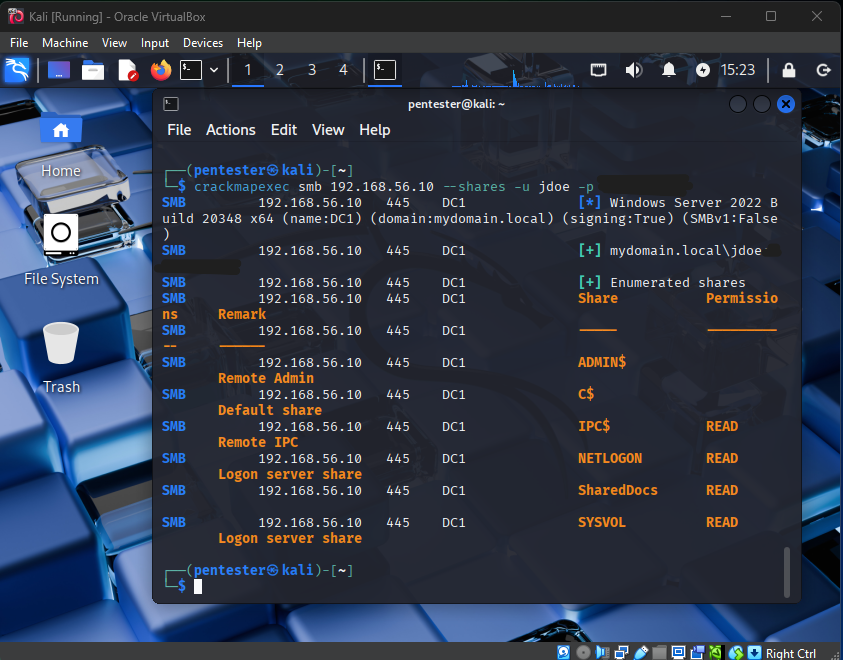 Kali [Running] - Oracle VirtualBox
File Machine View Input Devices Help
1 2 3 4 15:23
pentester@kali: ~
File Actions Edit View Help
Home
File System
Trash
┌──(pentester㉿kali)-[~]
└─$ crackmapexec smb 192.168.56.10 --shares -u jdoe -p
SMB 192.168.56.10 445 DC1 [*] Windows Server 2022 B
uild 20348 x64 (name:DC1) (domain:mydomain.local) (signing:True) (SMBv1:False
)
SMB 192.168.56.10 445 DC1 [+] mydomain.local\jdoe
SMB 192.168.56.10 445 DC1 [+] Enumerated shares
SMB 192.168.56.10 445 DC1 Share Permissio
ns Remark
SMB 192.168.56.10 445 DC1 ----- ---------
-- ------
SMB 192.168.56.10 445 DC1 ADMIN$
Remote Admin
SMB 192.168.56.10 445 DC1 C$
Default share
SMB 192.168.56.10 445 DC1 IPC$ READ
Remote IPC
SMB 192.168.56.10 445 DC1 NETLOGON READ
Logon server share
SMB 192.168.56.10 445 DC1 SharedDocs READ
SMB 192.168.56.10 445 DC1 SYSVOL READ
Logon server share
┌──(pentester㉿kali)-[~]
└─$
Right Ctrl